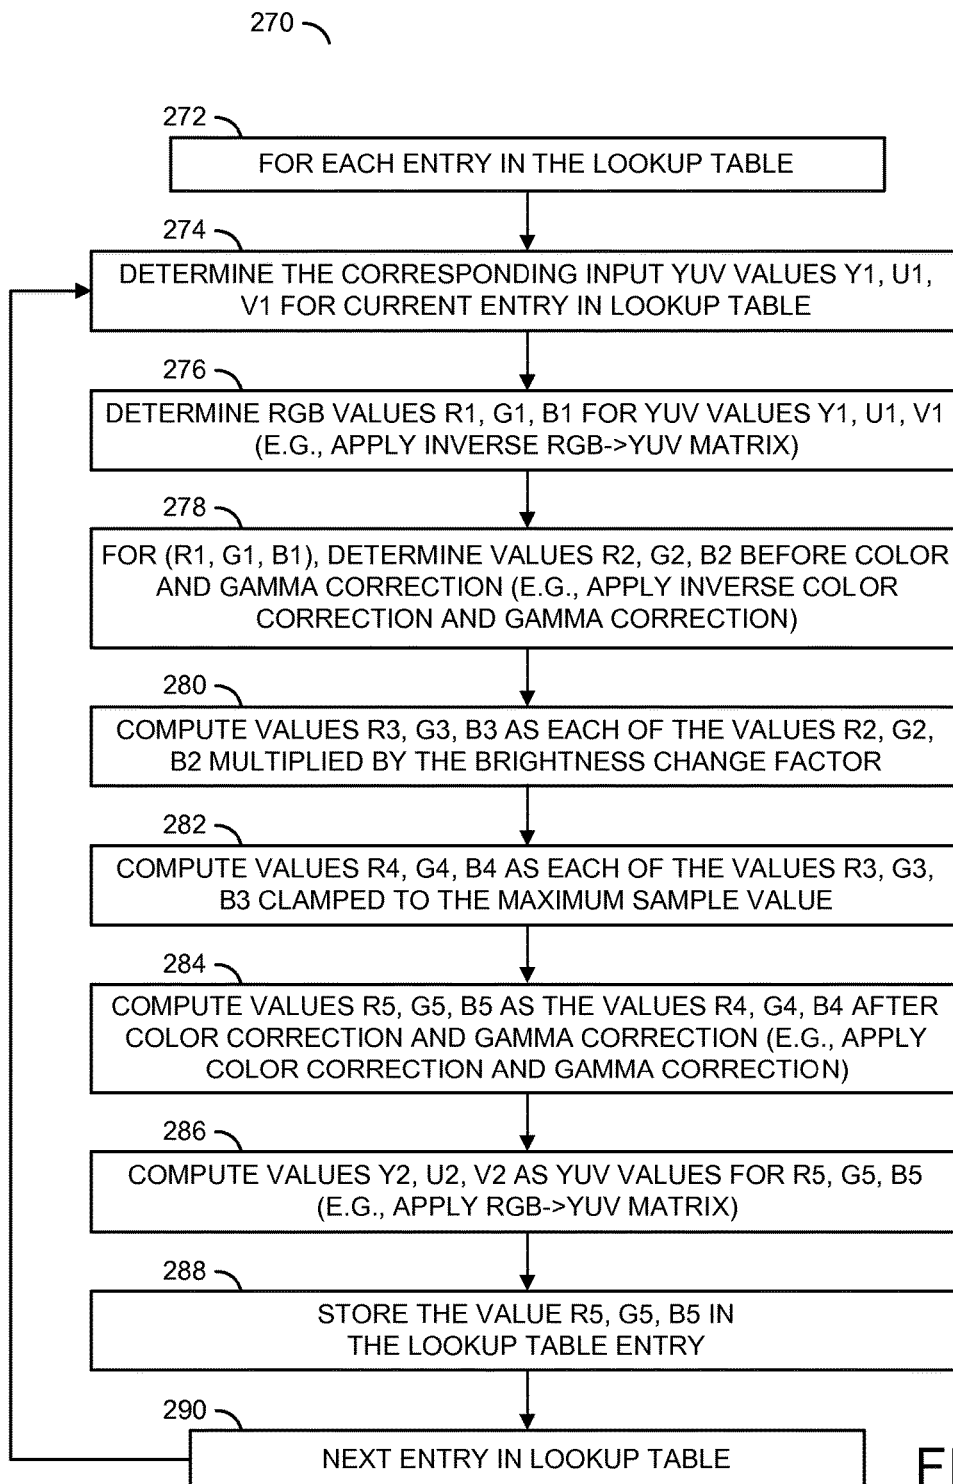 270
272
FOR EACH ENTRY IN THE LOOKUP TABLE
274
DETERMINE THE CORRESPONDING INPUT YUV VALUES Y1, U1,
V1 FOR CURRENT ENTRY IN LOOKUP TABLE
276
DETERMINE RGB VALUES R1, G1, B1 FOR YUV VALUES Y1, U1, V1
(E.G., APPLY INVERSE RGB->YUV MATRIX)
278
FOR (R1, G1, B1), DETERMINE VALUES R2, G2, B2 BEFORE COLOR
AND GAMMA CORRECTION (E.G., APPLY INVERSE COLOR
CORRECTION AND GAMMA CORRECTION)
280
COMPUTE VALUES R3, G3, B3 AS EACH OF THE VALUES R2, G2,
B2 MULTIPLIED BY THE BRIGHTNESS CHANGE FACTOR
282
COMPUTE VALUES R4, G4, B4 AS EACH OF THE VALUES R3, G3,
B3 CLAMPED TO THE MAXIMUM SAMPLE VALUE
284
COMPUTE VALUES R5, G5, B5 AS THE VALUES R4, G4, B4 AFTER
COLOR CORRECTION AND GAMMA CORRECTION (E.G., APPLY
COLOR CORRECTION AND GAMMA CORRECTION)
286
COMPUTE VALUES Y2, U2, V2 AS YUV VALUES FOR R5, G5, B5
(E.G., APPLY RGB->YUV MATRIX)
288
STORE THE VALUE R5, G5, B5 IN
THE LOOKUP TABLE ENTRY
290
NEXT ENTRY IN LOOKUP TABLE